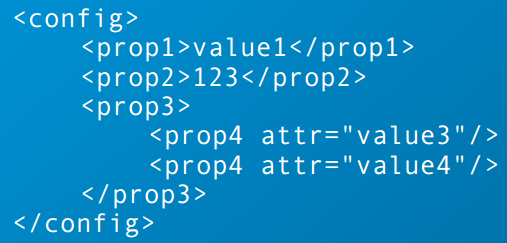 <config>
    <prop1>value1</prop1>
    <prop2>123</prop2>
    <prop3>
        <prop4 attr="value3"/>
        <prop4 attr="value4"/>
    </prop3>
</config>